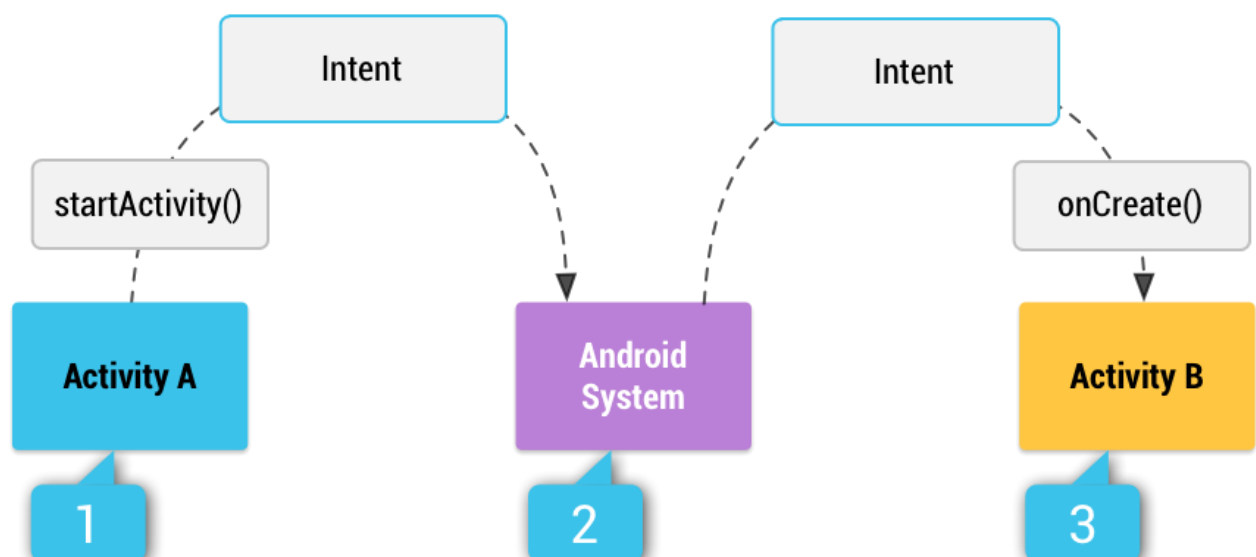 Intent
Intent
startActivity()
onCreate()
Activity A
Android
System
Activity B
1
2
3